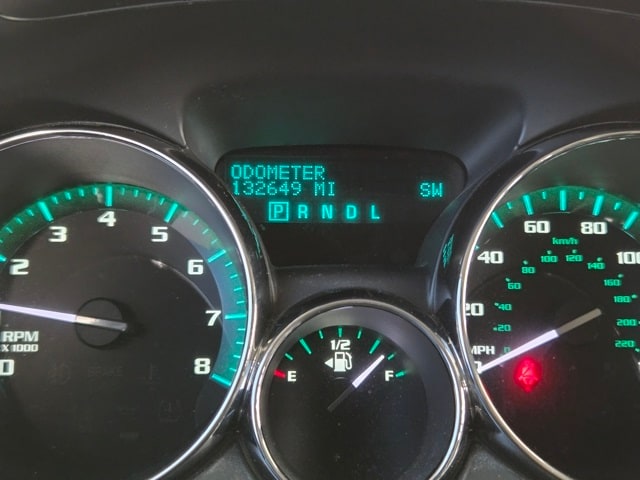 ODOMETER
132649 MI SW
P R N D L
2 3 4 5 6 7 8
RPM
X 1000
0
E 1/2 F
20 40 60 80 100
km/h
20 40 60 80 100 120 140 160 180 200 220
MPH
BRAKE